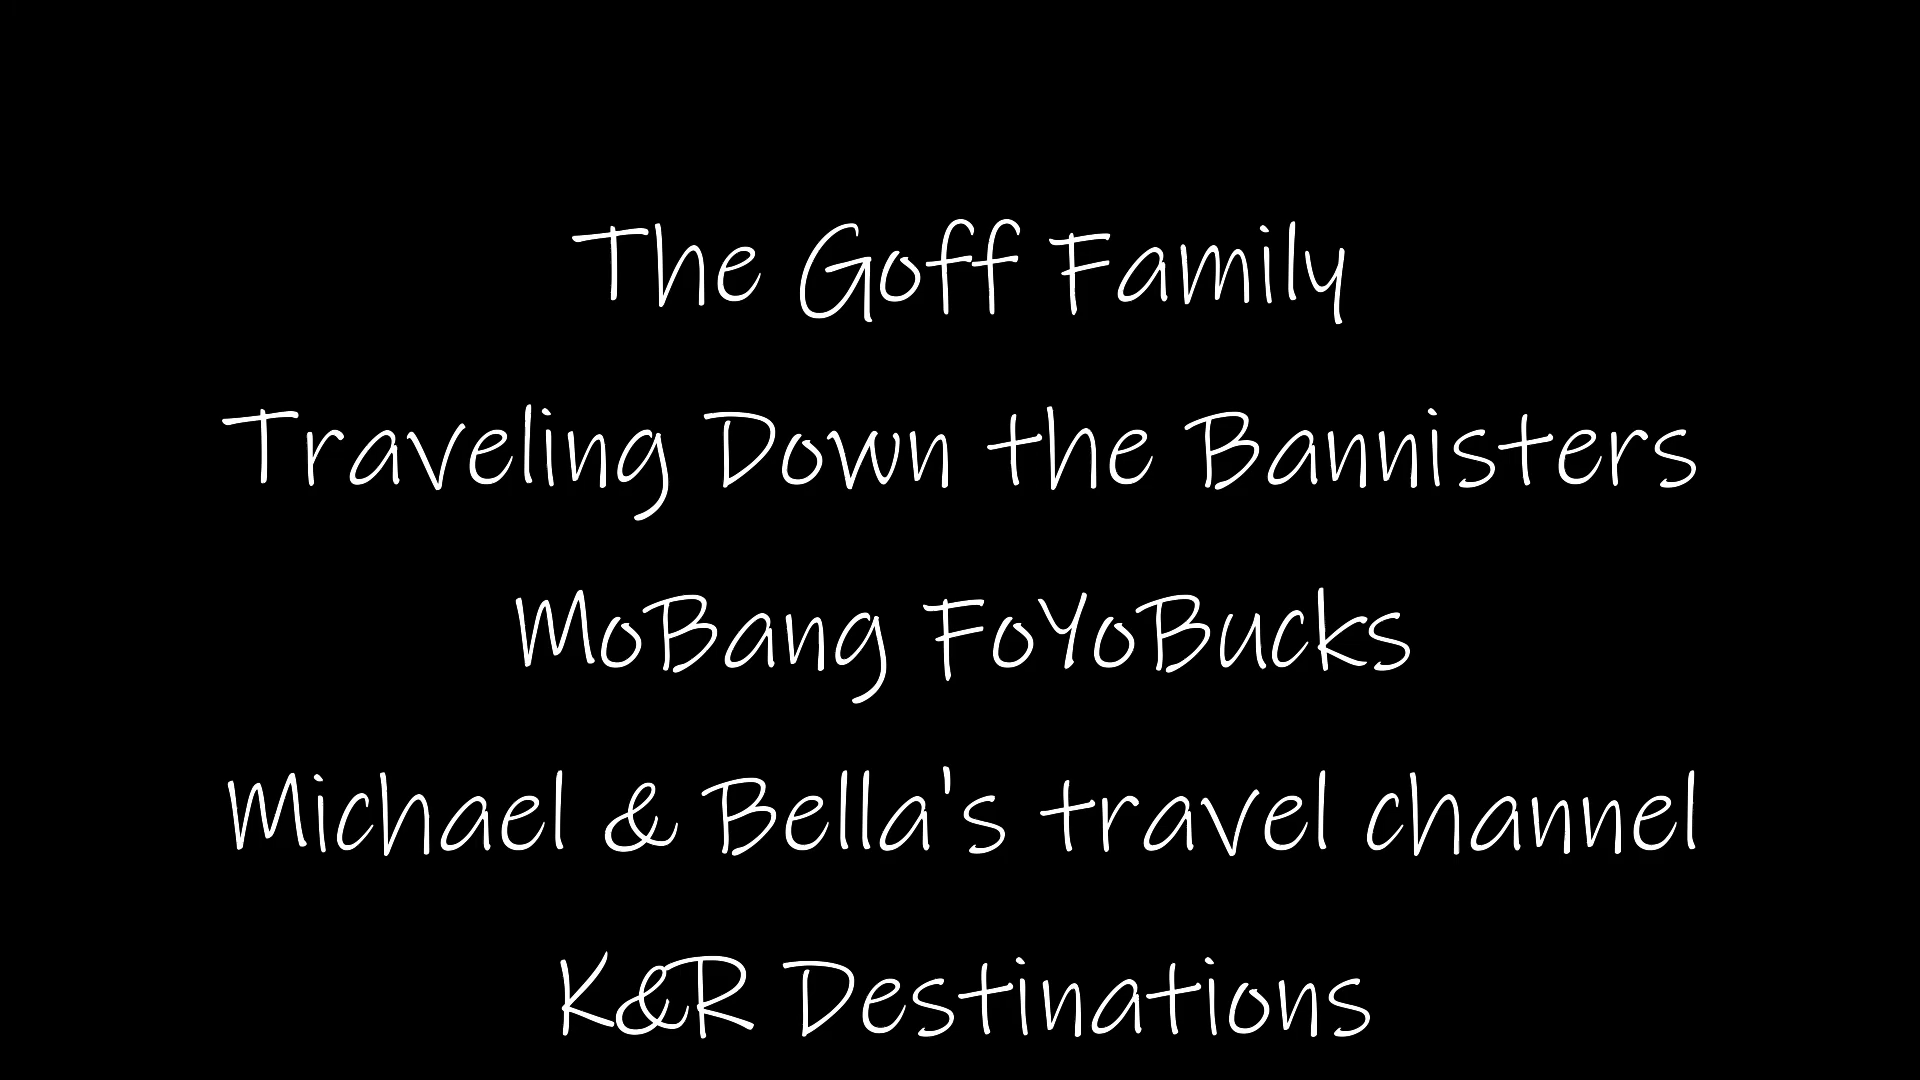 The Goff Family
Traveling Down the Bannisters
MoBang FoYoBucks
Michael & Bella's travel channel
K&R Destinations